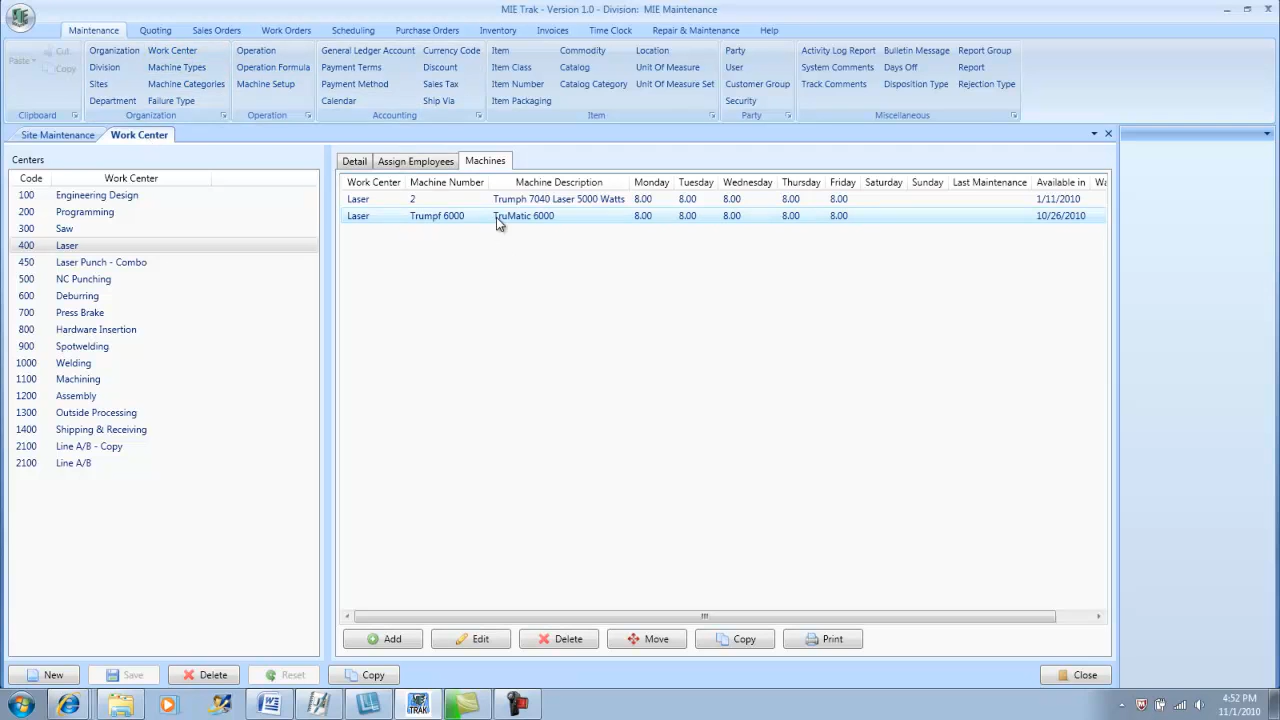 MIE Trak - Version 1.0 - Division: MIE Maintenance
Maintenance Quoting Sales Orders Work Orders Scheduling Purchase Orders Inventory Invoices Time Clock Repair & Maintenance Help
Paste Cut Organization Work Center Operation General Ledger Account Currency Code Item Commodity Location Party Activity Log Report Bulletin Message Report Group
Copy Division Machine Types Operation Formula Payment Terms Discount Item Class Catalog Unit Of Measure User System Comments Days Off Report
Sites Machine Categories Machine Setup Payment Method Sales Tax Item Number Catalog Category Unit Of Measure Set Customer Group Track Comments Disposition Type Rejection Type
Department Failure Type Calendar Ship Via Item Packaging Security
Clipboard Organization Operation Accounting Item Party Miscellaneous
Site Maintenance Work Center
Centers
Code Work Center
100 Engineering Design
200 Programming
300 Saw
400 Laser
450 Laser Punch - Combo
500 NC Punching
600 Deburring
700 Press Brake
800 Hardware Insertion
900 Spotwelding
1000 Welding
1100 Machining
1200 Assembly
1300 Outside Processing
1400 Shipping & Receiving
2100 Line A/B - Copy
2100 Line A/B
Detail Assign Employees Machines
Work Center Machine Number Machine Description Monday Tuesday Wednesday Thursday Friday Saturday Sunday Last Maintenance Available in Wa
Laser 2 Trumph 7040 Laser 5000 Watts 8.00 8.00 8.00 8.00 8.00 1/11/2010
Laser Trumpf 6000 TruMatic 6000 8.00 8.00 8.00 8.00 8.00 10/26/2010
Add Edit Delete Move Copy Print
New Save Delete Reset Copy Close
4:52 PM
11/1/2010